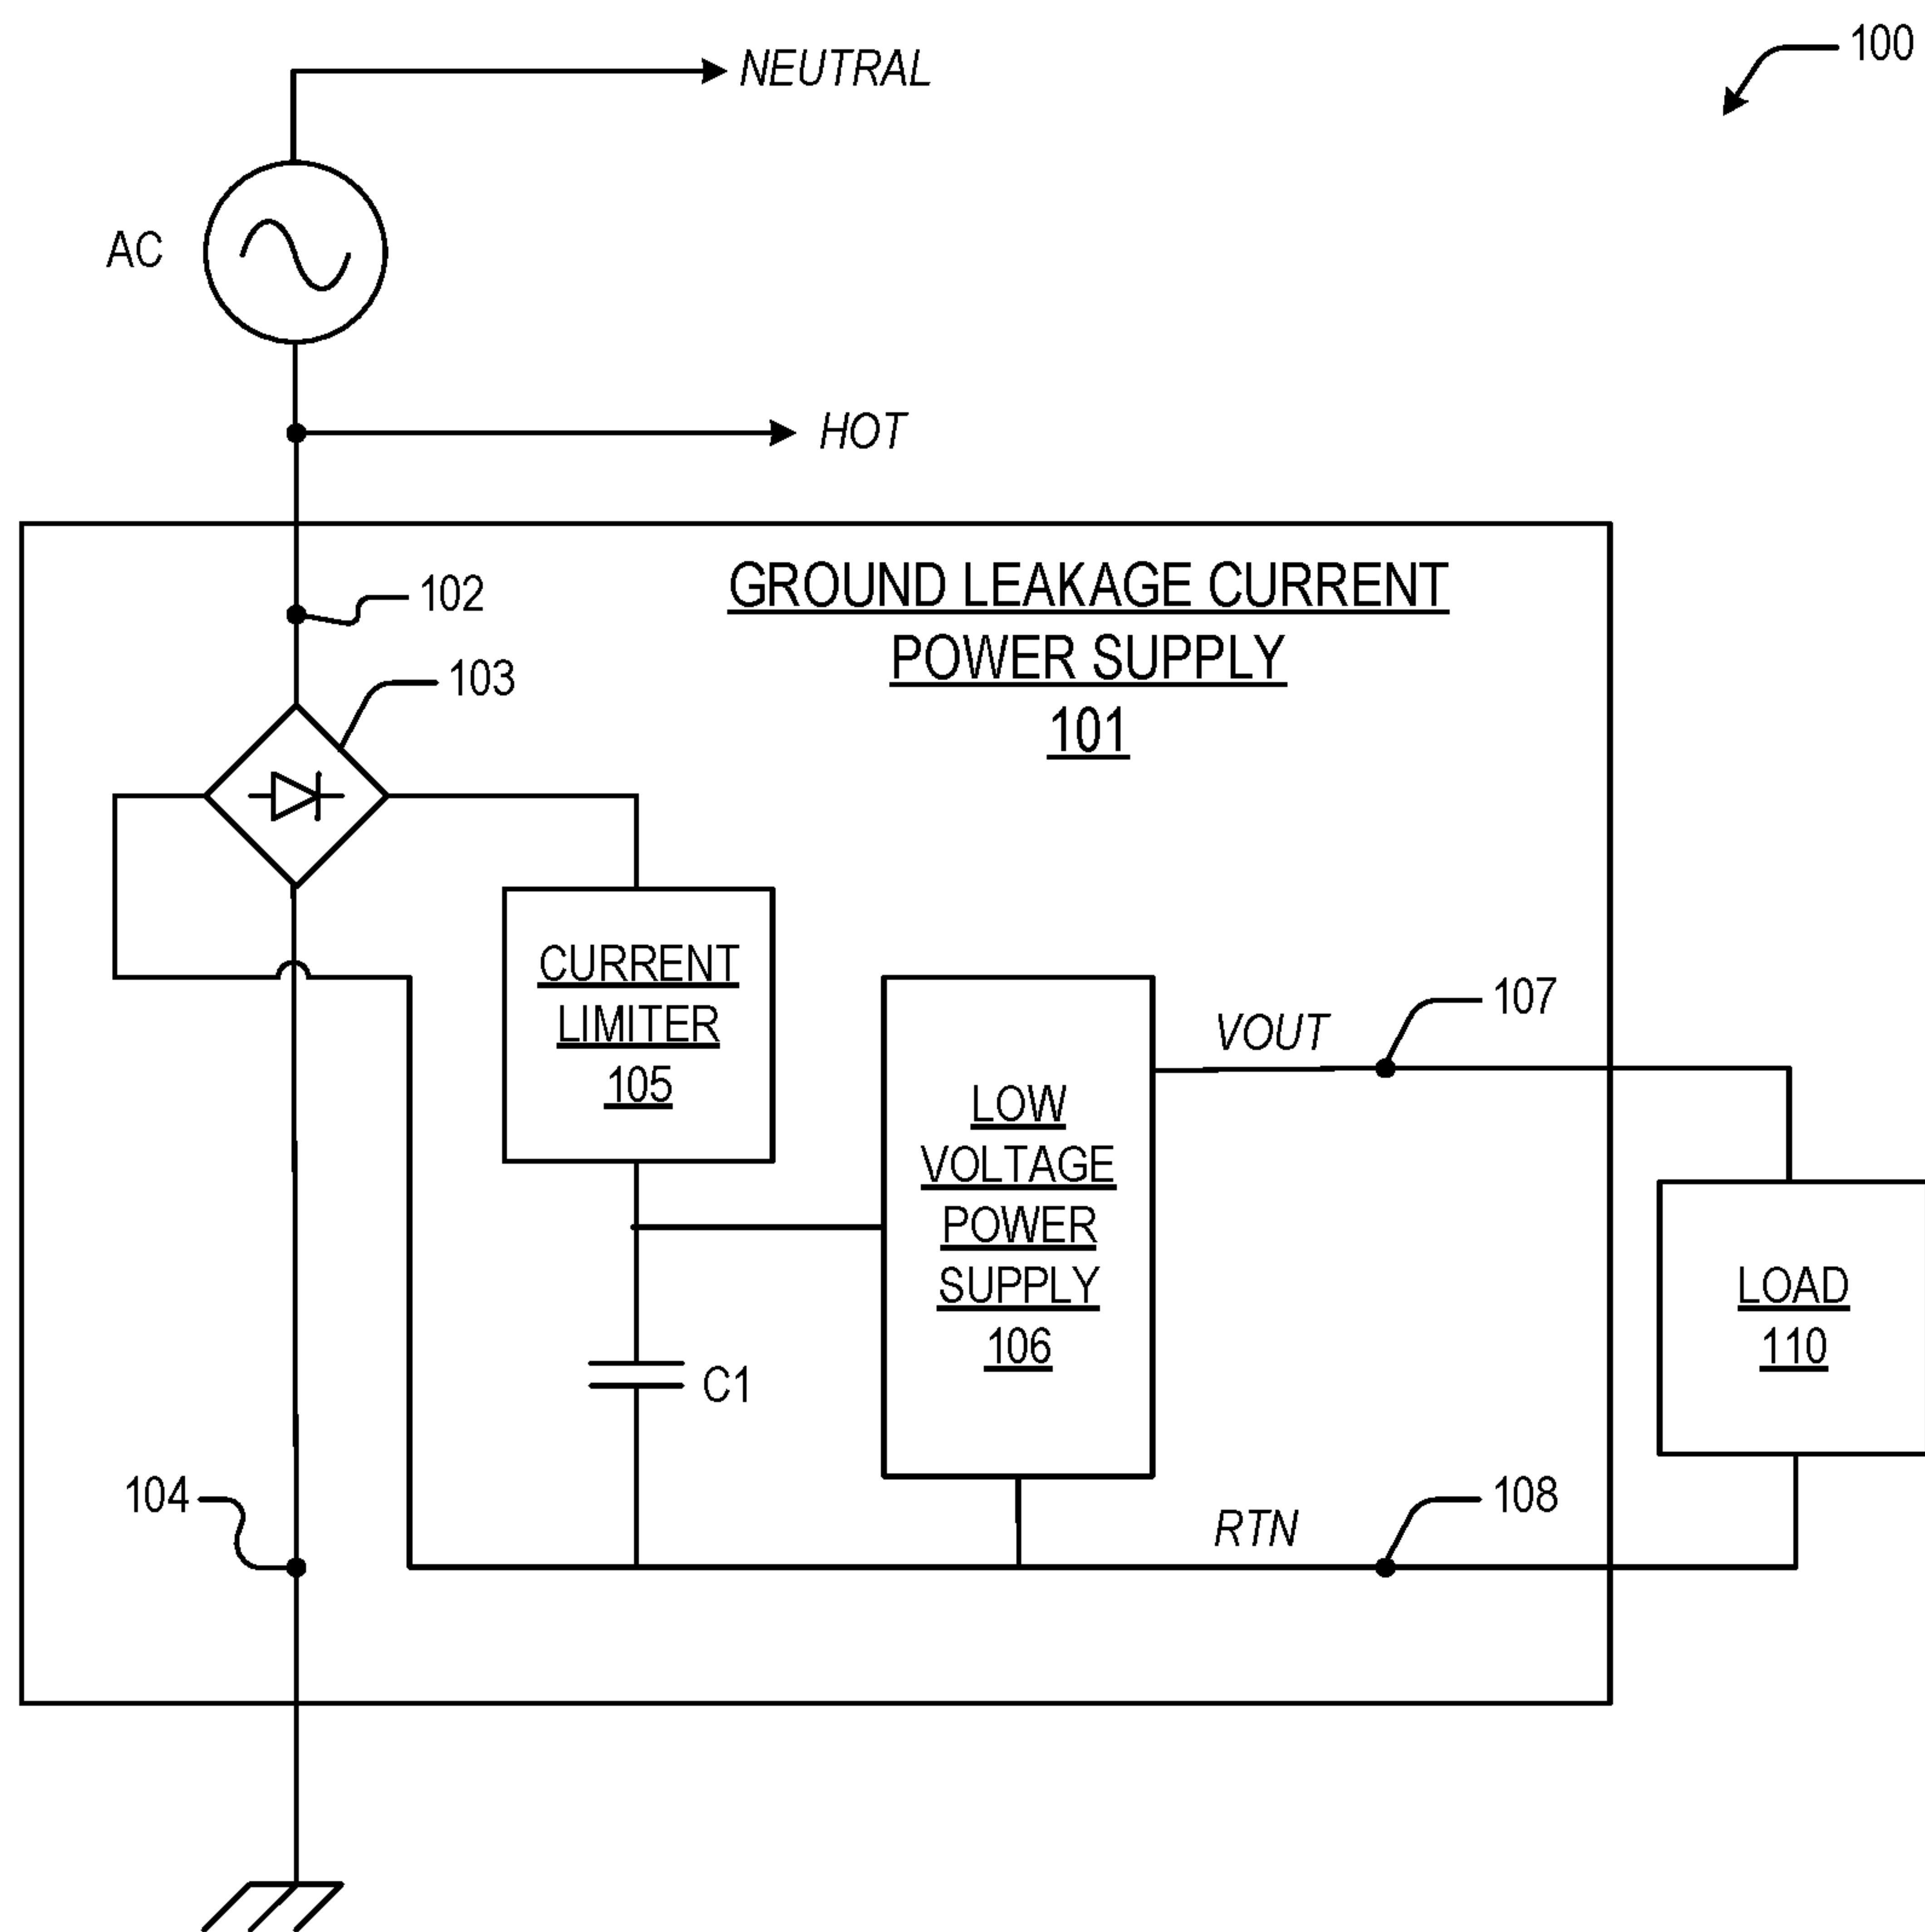 NEUTRAL
100
AC
HOT
102
GROUND LEAKAGE CURRENT
POWER SUPPLY
101
103
CURRENT
LIMITER
105
107
VOUT
LOW
VOLTAGE
POWER
SUPPLY
106
LOAD
110
C1
104
108
RTN